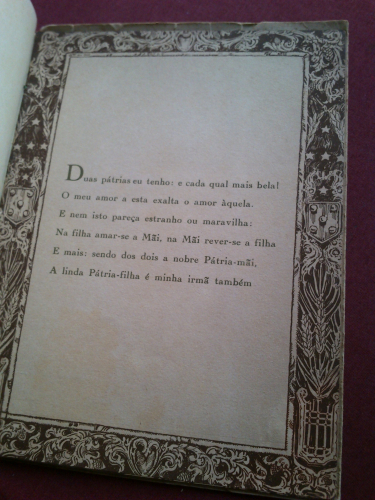 Duas pátrias eu tenho: e cada qual mais bela!
O meu amor a esta exalta o amor àquela.
E nem isto pareça estranho ou maravilha:
Na filha amar-se a Mãi, na Mãi rever-se a filha
E mais: sendo dos dois a nobre Pátria-mãi,
A linda Pátria-filha é minha irmã também